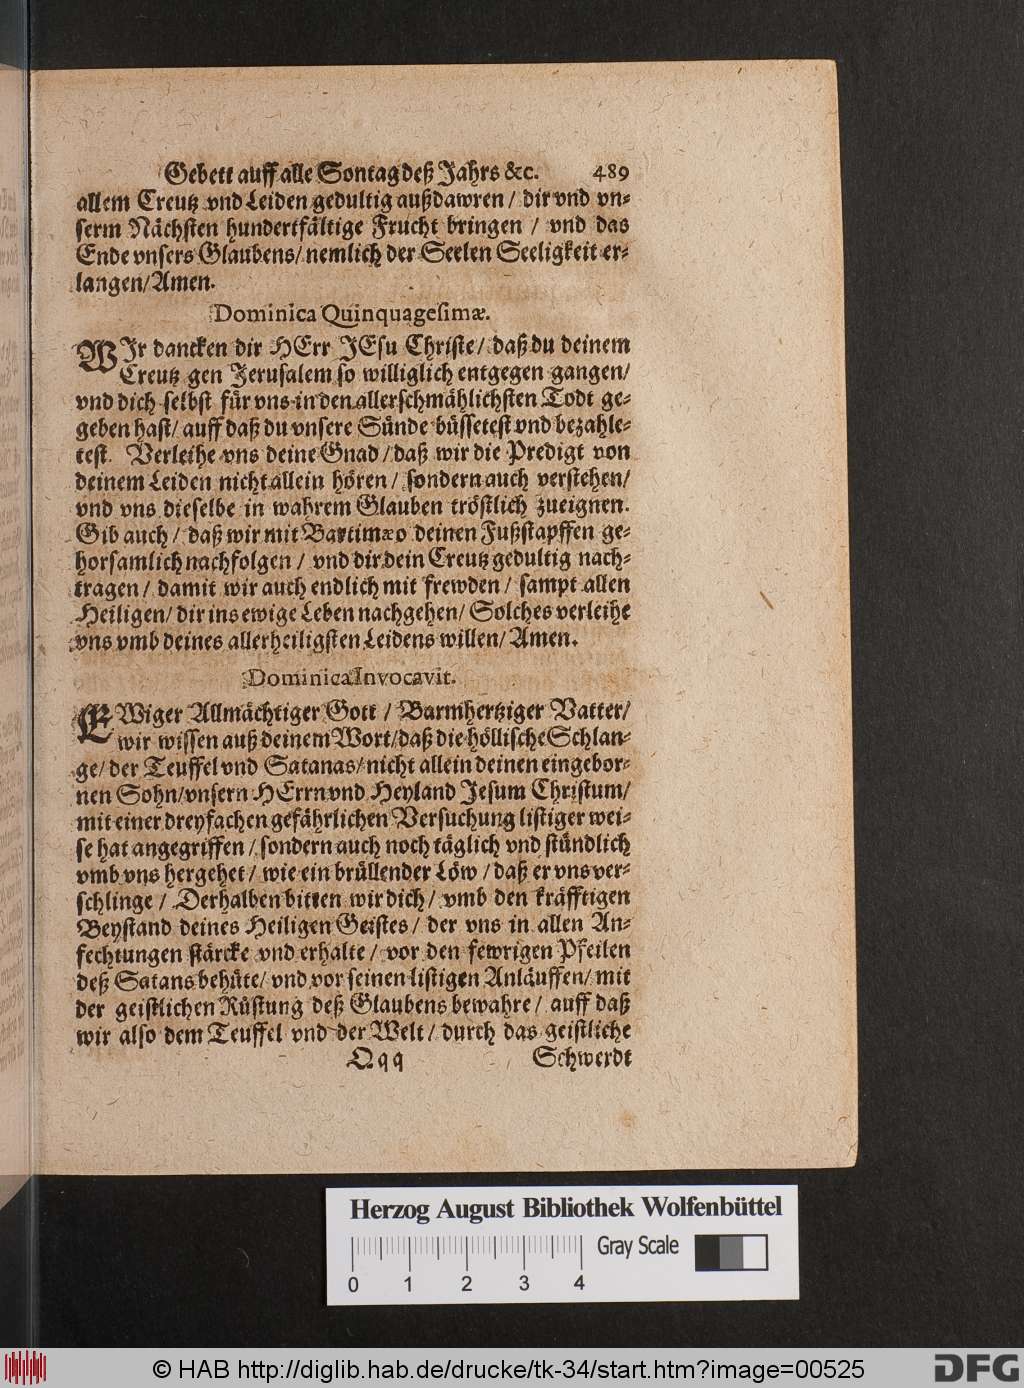 Gebett auff alle Sontag deß Jahrs &c. 489
allem Creutz vnd Leiden gedultig außdawren / dir vnd vn-
serm Nächsten hundertfältige Frucht bringen / vnd das
Ende vnsers Glaubens / nemlich der Seelen Seeligkeit er-
langen / Amen.
Dominica Quinquagesimæ.
WIr dancken dir HErr JEsu Christe / daß du deinem
Creutz gen Jerusalem so williglich entgegen gangen /
vnd dich selbst für vns in den allerschmählichsten Todt ge-
geben hast / auff daß du vnsere Sünde büssetest vnd bezahle-
test. Verleihe vns deine Gnad / daß wir die Predigt von
deinem Leiden nicht allein hören / sondern auch verstehen /
vnd vns dieselbe in wahrem Glauben tröstlich zueignen.
Gib auch / daß wir mit Bartimæo deinen Fußstapffen ge-
horsamlich nachfolgen / vnd dir dein Creutz gedultig nach-
tragen / damit wir auch endlich mit frewden / sampt allen
Heiligen / dir ins ewige Leben nachgehen / Solches verleihe
vns vmb deines allerheiligsten Leidens willen / Amen.
Dominica Invocavit.
EWiger Allmächtiger Gott / Barmhertziger Vatter /
wir wissen auß deinem Wort / daß die höllische Schlan-
ge / der Teuffel vnd Satanas / nicht allein deinen eingebor-
nen Sohn / vnsern HErrn vnd Heyland Jesum Christum /
mit einer dreyfachen gefährlichen Versuchung listiger wei-
se hat angegriffen / sondern auch noch täglich vnd stündlich
vmb vns hergehet / wie ein brüllender Löw / daß er vns ver-
schlinge / Derhalben bitten wir dich / vmb den kräfftigen
Beystand deines Heiligen Geistes / der vns in allen An-
fechtungen stärcke vnd erhalte / vor den fewrigen Pfeilen
deß Satans behüte / vnd vor seinen listigen Anläuffen / mit
der geistlichen Rüstung deß Glaubens bewahre / auff daß
wir also dem Teuffel vnd der Welt / durch das geistliche
Qqq Schwerdt
Herzog August Bibliothek Wolfenbüttel
Gray Scale
0 1 2 3 4
© HAB http://diglib.hab.de/drucke/tk-34/start.htm?image=00525
DFG